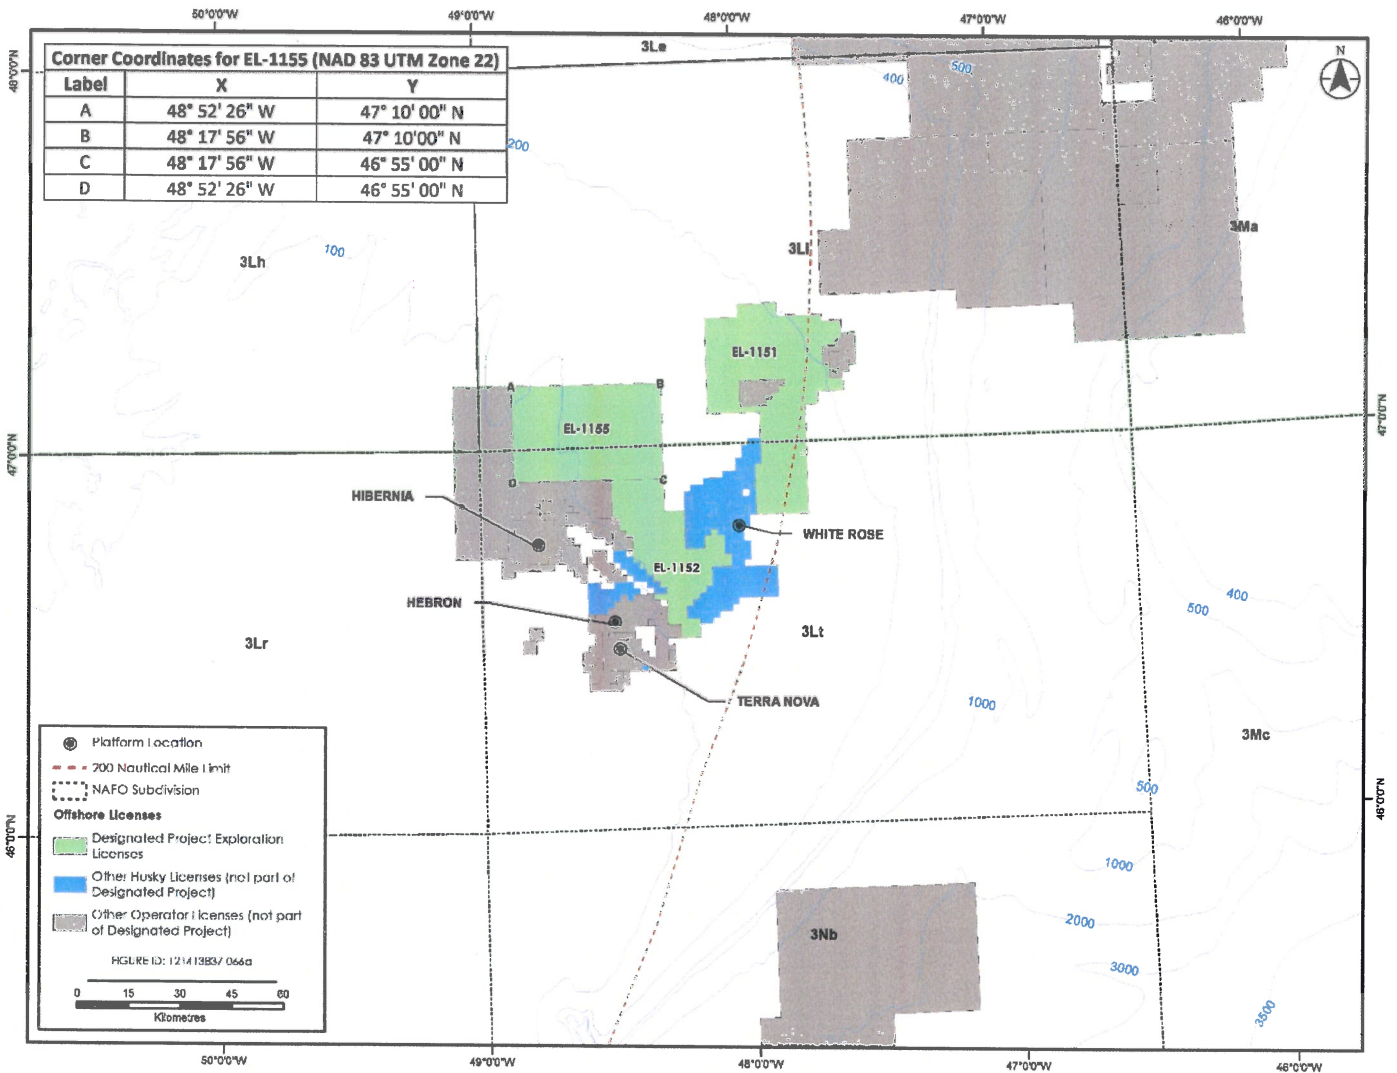 50°0'0"W 49°0'0"W 48°0'0"W 47°0'0"W 46°0'0"W
48°0'0"N
Corner Coordinates for EL-1155 (NAD 83 UTM Zone 22)
Label X Y
A 48° 52' 26" W 47° 10' 00" N
B 48° 17' 56" W 47° 10'00" N
C 48° 17' 56" W 46° 55' 00" N
D 48° 52' 26" W 46° 55' 00" N
3Le
N
400
500
200
100
3Lh
3Li
3Ma
EL-1151
A
B
EL-1155
47°0'0"N
47°0'0"N
D
C
HIBERNIA
WHITE ROSE
EL-1152
HEBRON
400
500
3Lr
3Lt
TERRA NOVA
1000
3Mc
500
46°0'0"N
46°0'0"N
1000
2000
3Nb
3000
3500
Platform Location
200 Nautical Mile Limit
NAFO Subdivision
Offshore Licenses
Designated Project Exploration
Licenses
Other Husky Licenses (not part of
Designated Project)
Other Operator Licenses (not part
of Designated Project)
FIGURE ID:
0 15 30 45 60
Kilometres
50°0'0"W 49°0'0"W 48°0'0"W 47°0'0"W 46°0'0"W